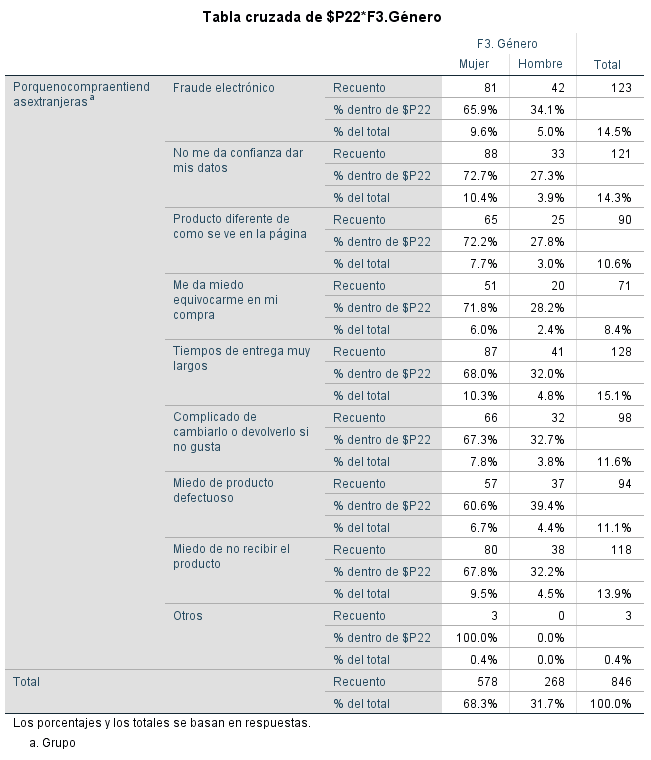 Tabla cruzada de $P22*F3.Género
F3. Género
Mujer Hombre Total
Porquenocompraentiend
asextranjeras a
Fraude electrónico Recuento 81 42 123
% dentro de $P22 65.9% 34.1%
% del total 9.6% 5.0% 14.5%
No me da confianza dar
mis datos
Recuento 88 33 121
% dentro de $P22 72.7% 27.3%
% del total 10.4% 3.9% 14.3%
Producto diferente de
como se ve en la página
Recuento 65 25 90
% dentro de $P22 72.2% 27.8%
% del total 7.7% 3.0% 10.6%
Me da miedo
equivocarme en mi
compra
Recuento 51 20 71
% dentro de $P22 71.8% 28.2%
% del total 6.0% 2.4% 8.4%
Tiempos de entrega muy
largos
Recuento 87 41 128
% dentro de $P22 68.0% 32.0%
% del total 10.3% 4.8% 15.1%
Complicado de
cambiarlo o devolverlo si
no gusta
Recuento 66 32 98
% dentro de $P22 67.3% 32.7%
% del total 7.8% 3.8% 11.6%
Miedo de producto
defectuoso
Recuento 57 37 94
% dentro de $P22 60.6% 39.4%
% del total 6.7% 4.4% 11.1%
Miedo de no recibir el
producto
Recuento 80 38 118
% dentro de $P22 67.8% 32.2%
% del total 9.5% 4.5% 13.9%
Otros Recuento 3 0 3
% dentro de $P22 100.0% 0.0%
% del total 0.4% 0.0% 0.4%
Total Recuento 578 268 846
% del total 68.3% 31.7% 100.0%
Los porcentajes y los totales se basan en respuestas.
a. Grupo